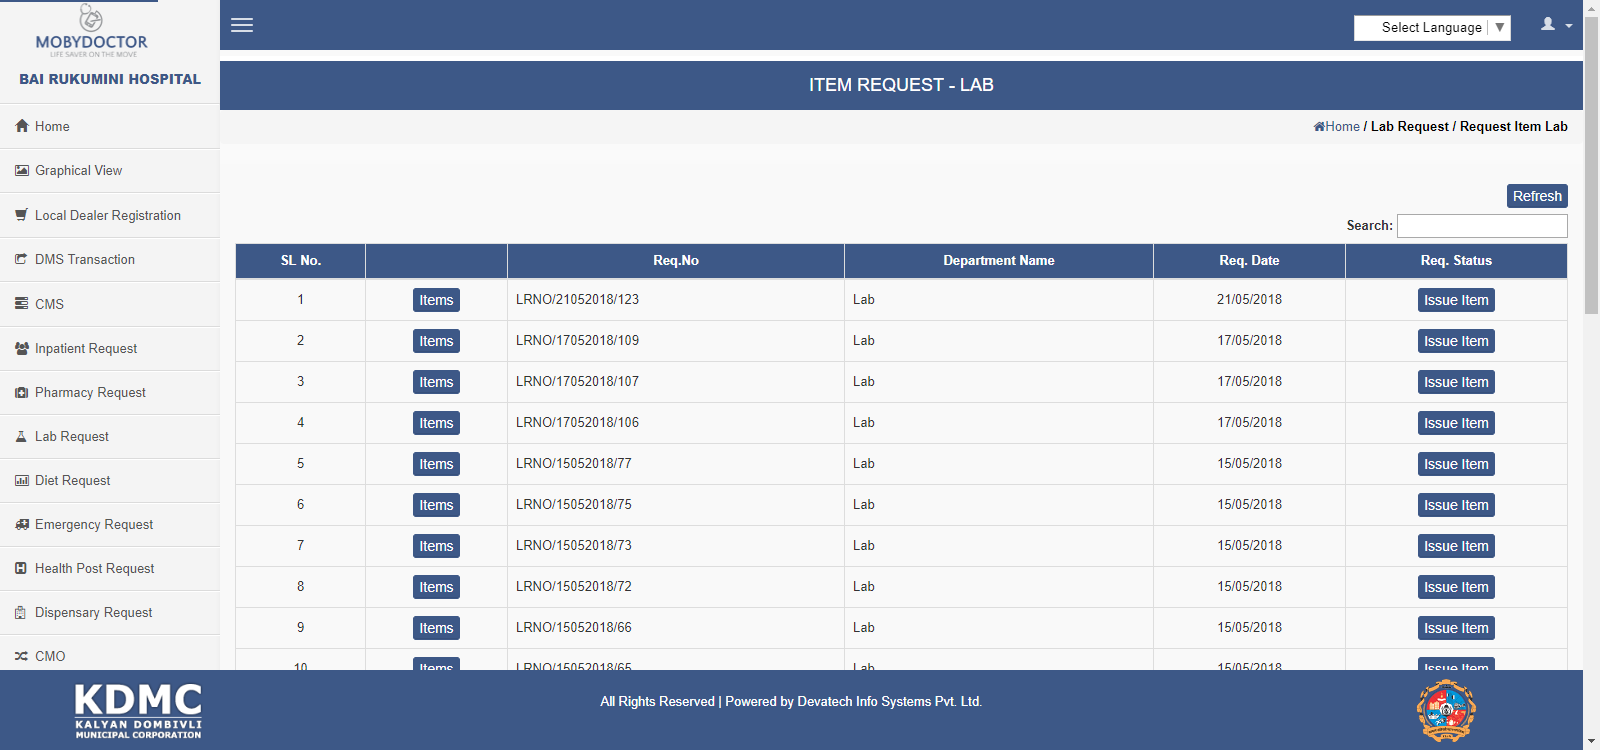 MOBYDOCTOR
LIFE SAVER ON THE MOVE
BAI RUKUMINI HOSPITAL
Home
Graphical View
Local Dealer Registration
DMS Transaction
CMS
Inpatient Request
Pharmacy Request
Lab Request
Diet Request
Emergency Request
Health Post Request
Dispensary Request
CMO
Select Language ▼
ITEM REQUEST - LAB
Home / Lab Request / Request Item Lab
Refresh
Search:
SL No. Req.No Department Name Req. Date Req. Status
1 Items LRNO/21052018/123 Lab 21/05/2018 Issue Item
2 Items LRNO/17052018/109 Lab 17/05/2018 Issue Item
3 Items LRNO/17052018/107 Lab 17/05/2018 Issue Item
4 Items LRNO/17052018/106 Lab 17/05/2018 Issue Item
5 Items LRNO/15052018/77 Lab 15/05/2018 Issue Item
6 Items LRNO/15052018/75 Lab 15/05/2018 Issue Item
7 Items LRNO/15052018/73 Lab 15/05/2018 Issue Item
8 Items LRNO/15052018/72 Lab 15/05/2018 Issue Item
9 Items LRNO/15052018/66 Lab 15/05/2018 Issue Item
10 Items LRNO/15052018/65 Lab 15/05/2018 Issue Item
KDMC
KALYAN DOMBIVLI
MUNICIPAL CORPORATION
All Rights Reserved | Powered by Devatech Info Systems Pvt. Ltd.